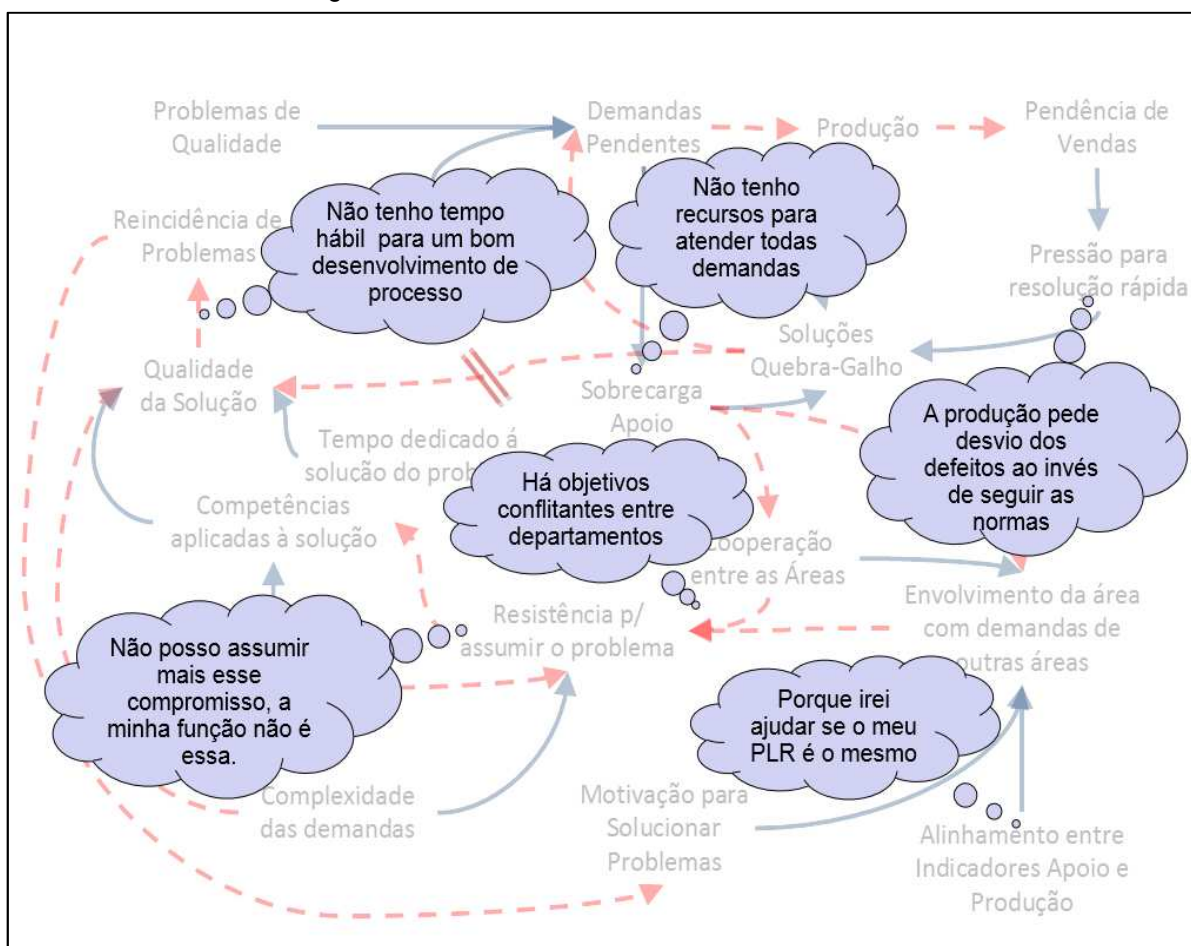 Problemas de
Qualidade
Demandas
Pendentes
Produção
Pendência de
Vendas
Reincidência de
Problemas
Não tenho tempo
hábil para um bom
desenvolvimento de
processo
Não tenho
recursos para
atender todas
demandas
Pressão para
resolução rápida
Qualidade
da Solução
Soluções
Quebra-Galho
Sobrecarga
Apoio
A produção pede
desvio dos
defeitos ao invés
de seguir as
normas
Tempo dedicado á
solução do
Há objetivos
conflitantes entre
departamentos
Competências
aplicadas à solução
entre as Áreas
Envolvimento da área
com demandas de
outras áreas
Resistência p/
assumir o problema
Não posso assumir
mais esse
compromisso, a
minha função não é
essa.
Porque irei
ajudar se o meu
PLR é o mesmo
Complexidade
das demandas
Motivação para
Solucionar
Problemas
Alinhamento entre
Indicadores Apoio e
Produção